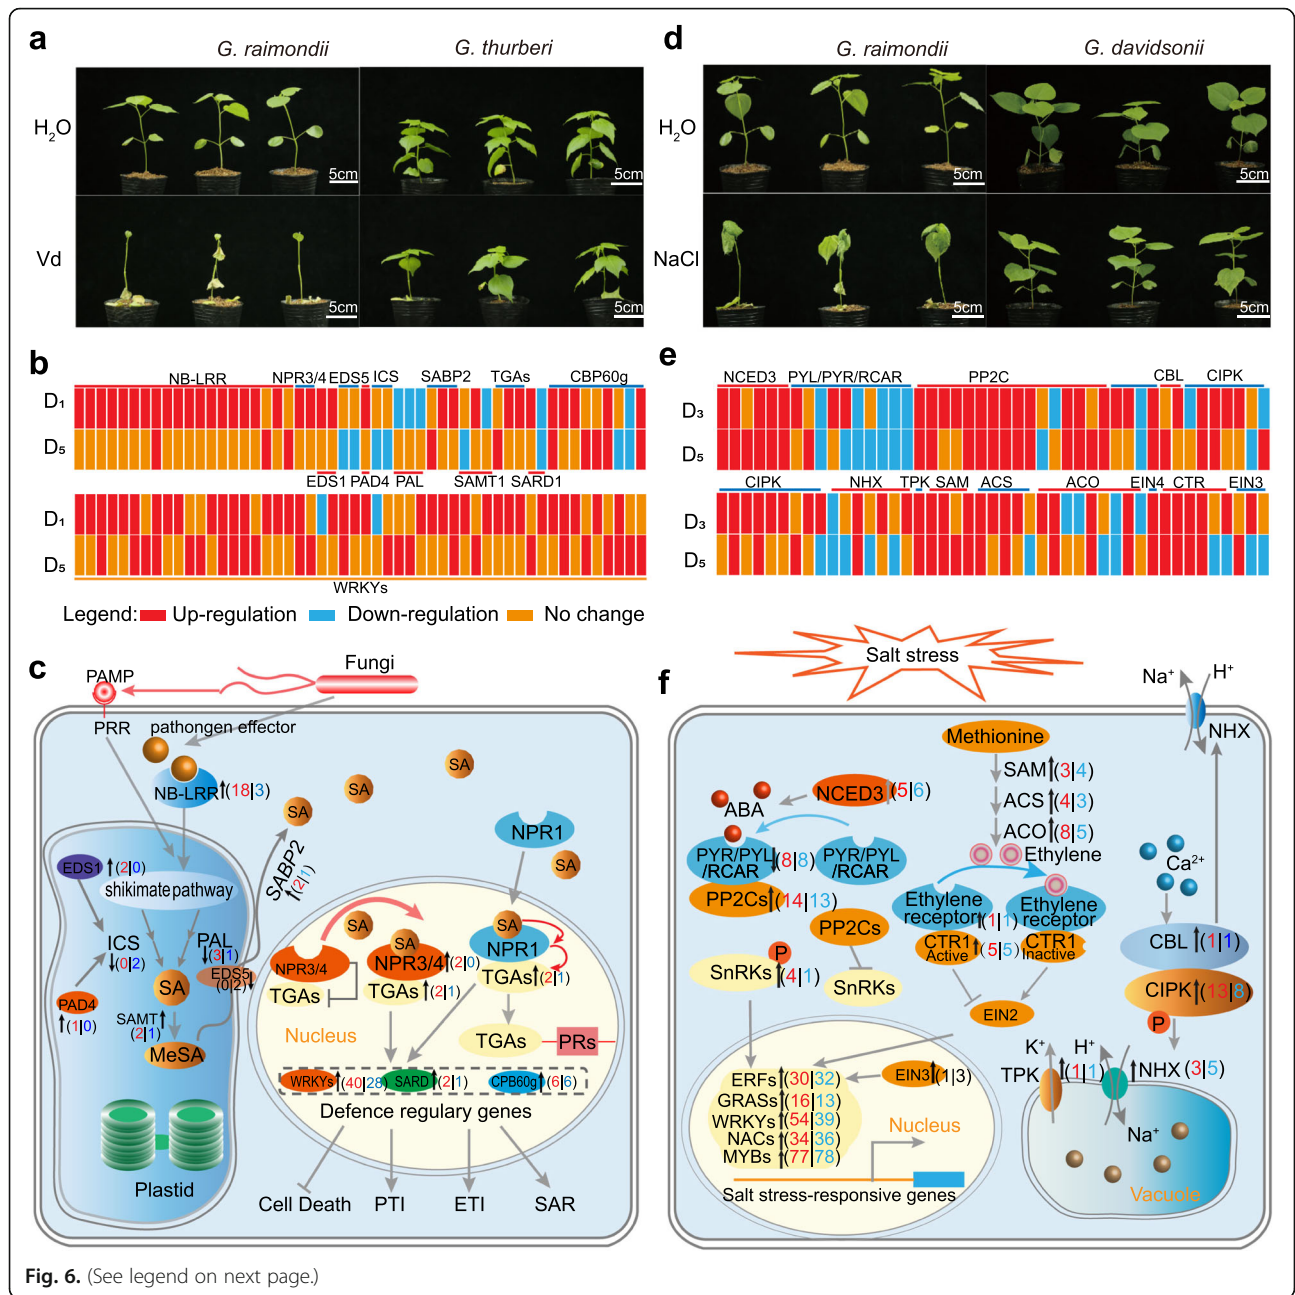 a
G. raimondii
G. thurberi
H₂O
5cm
5cm
Vd
5cm
5cm
d
G. raimondii
G. davidsonii
H₂O
5cm
5cm
NaCl
5cm
5cm
b
NB-LRR NPR3/4 EDS5 ICS SABP2 TGAs CBP60g
D₁
D₅
EDS1 PAD4 PAL SAMT1 SARD1
D₁
D₅
WRKYs
Legend: Up-regulation Down-regulation No change
e
NCED3 PYL/PYR/RCAR PP2C CBL CIPK
D₃
D₅
CIPK NHX TPK SAM ACS ACO EIN4 CTR EIN3
D₃
D₅
c
Fungi
PAMP
PRR
pathongen effector
NB-LRR (18|3)
SA
SA
SA
EDS1 (2|0)
shikimate pathway
SABP2
(2|1)
ICS
(0|2)
PAL
(3|1)
EDS5
(0|2)
SA
PAD4
(1|0)
SAMT
(2|1)
MeSA
Plastid
NPR1
SA
SA
NPR3/4
TGAs
SA
NPR3/4 (2|0)
TGAs (2|1)
SA
NPR1
TGAs (2|1)
TGAs
PRs
Nucleus
WRKYs (40|28) SARD (2|1) CPB60g (6|6)
Defence regulary genes
Cell Death PTI ETI SAR
f
Salt stress
Na⁺ H⁺
NHX
Methionine
SAM (3|4)
ACS (4|3)
ACO (8|5)
Ethylene
NCED3 (5|6)
ABA
PYR/PYL
/RCAR (8|8)
PYR/PYL
/RCAR
PP2Cs (14|13)
PP2Cs
P
SnRKs (4|1)
SnRKs
Ethylene
receptor (1|1)
Ethylene
receptor
CTR1
Active (5|5)
CTR1
Inactive
EIN2
Ca²⁺
CBL (1|1)
CIPK (13|8)
P
K⁺ H⁺
TPK (1|1)
NHX (3|5)
Na⁺
Vacuole
EIN3 (1|3)
ERFs (30|32)
GRASs (16|13)
WRKYs (54|39)
NACs (34|36)
MYBs (77|78)
Nucleus
Salt stress-responsive genes
Fig. 6. (See legend on next page.)